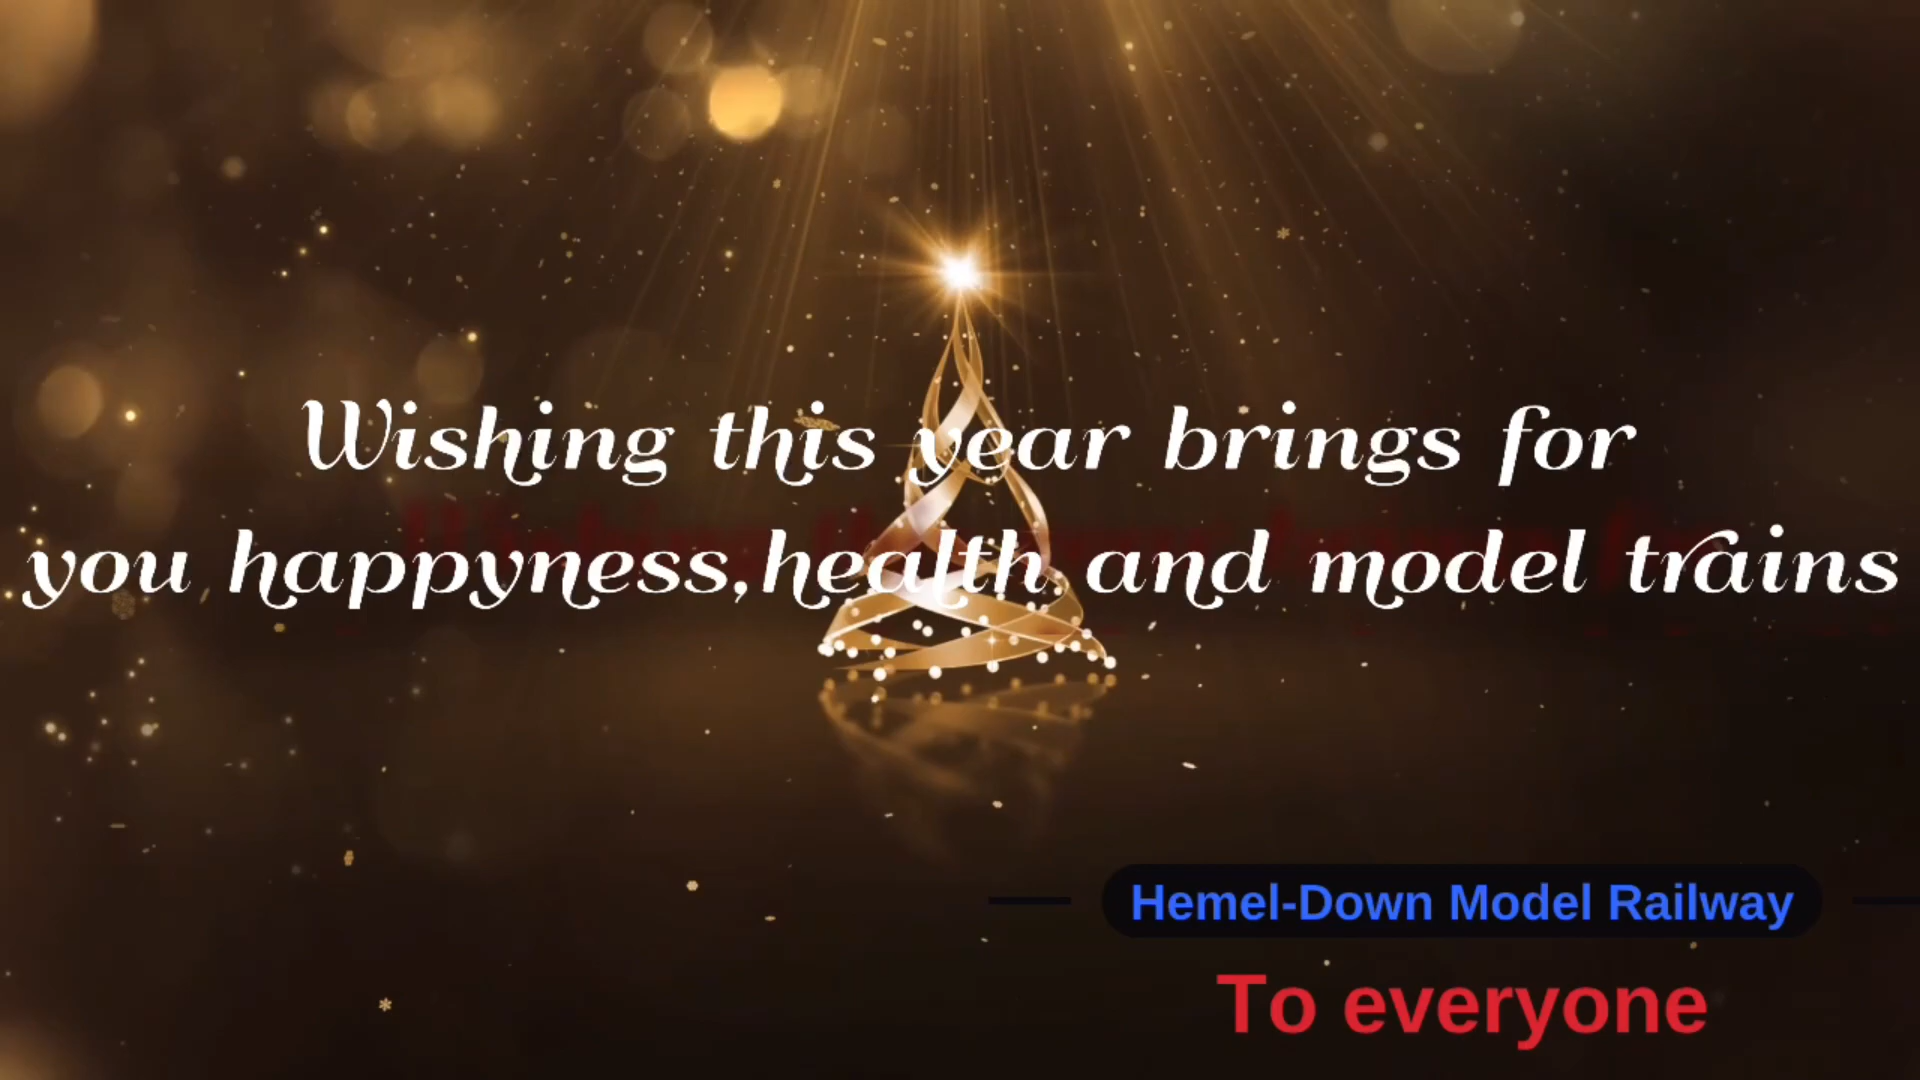 Wishing this year brings for
you happyness,health and model trains
Hemel-Down Model Railway
To everyone